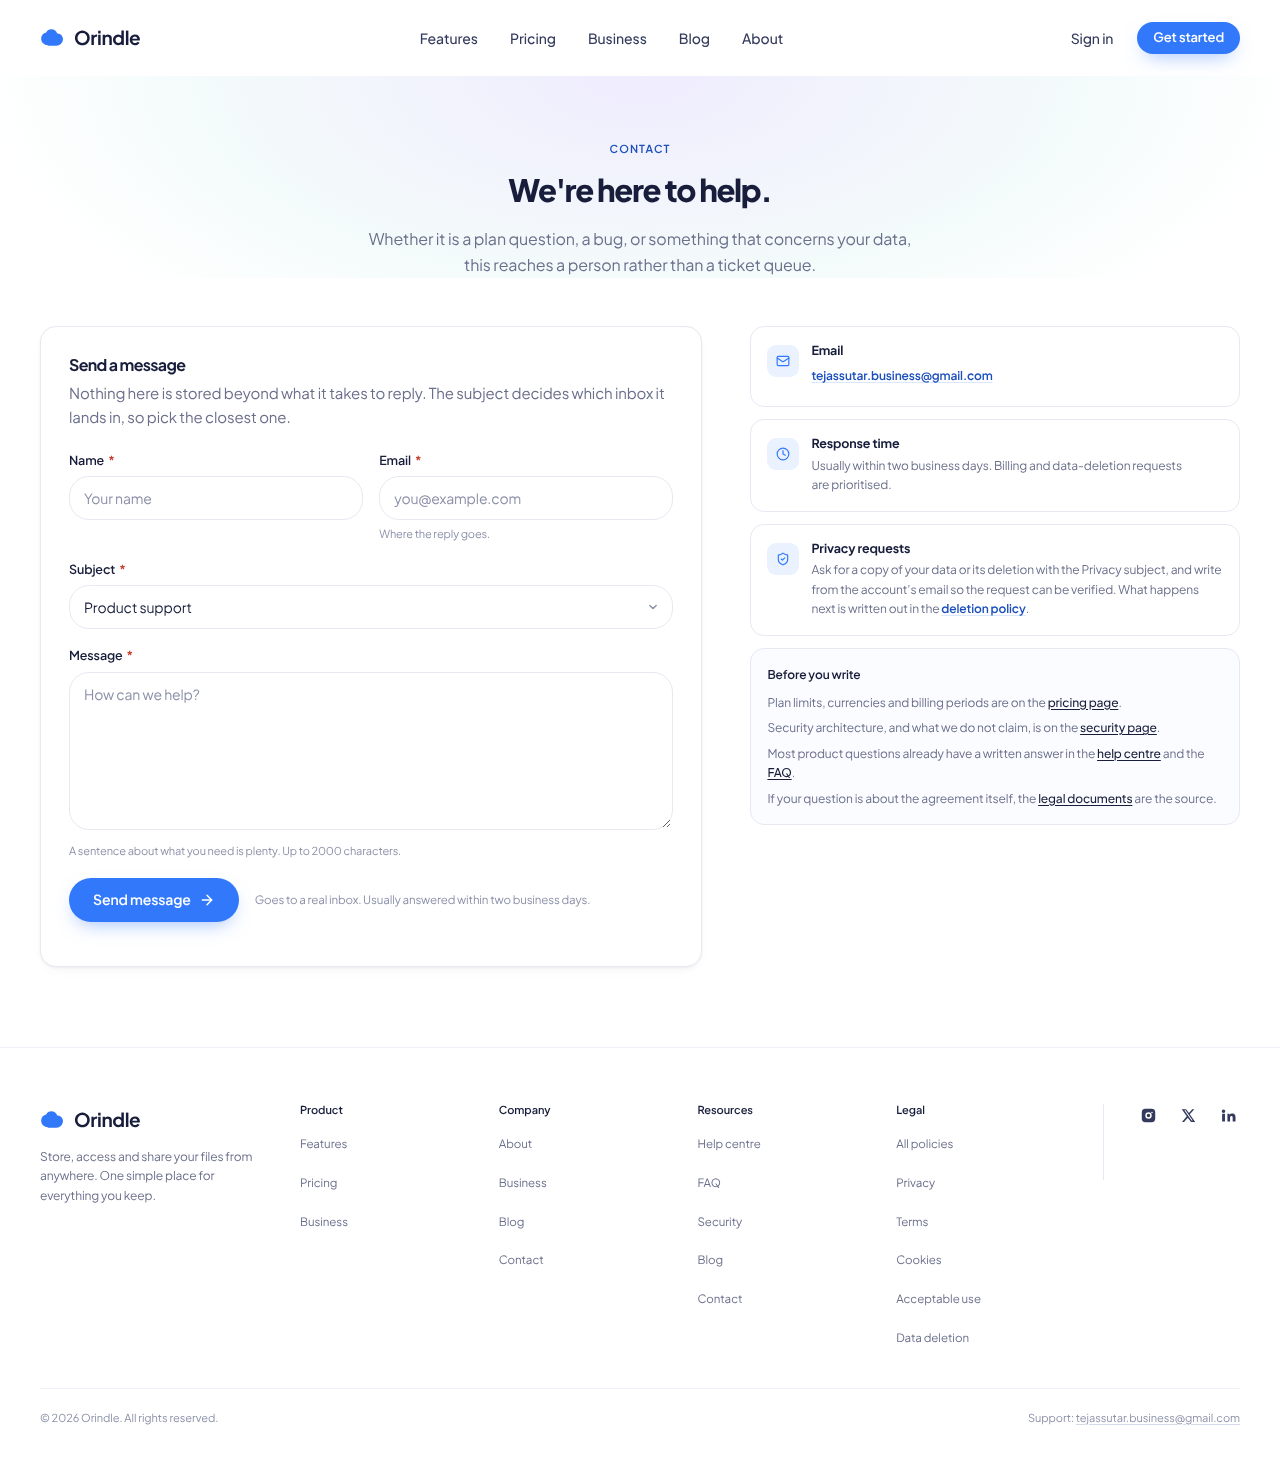 Orindle
Features
Pricing
Business
Blog
About
Sign in
Get started
CONTACT
We're here to help.
Whether it is a plan question, a bug, or something that concerns your data,
this reaches a person rather than a ticket queue.
Send a message
Nothing here is stored beyond what it takes to reply. The subject decides which inbox it
lands in, so pick the closest one.
Name *
Your name
Email *
you@example.com
Where the reply goes.
Subject *
Product support
Message *
How can we help?
A sentence about what you need is plenty. Up to 2000 characters.
Send message
Goes to a real inbox. Usually answered within two business days.
Email
tejassutar.business@gmail.com
Response time
Usually within two business days. Billing and data-deletion requests
are prioritised.
Privacy requests
Ask for a copy of your data or its deletion with the Privacy subject, and write
from the account's email so the request can be verified. What happens
next is written out in the deletion policy.
Before you write
Plan limits, currencies and billing periods are on the pricing page.
Security architecture, and what we do not claim, is on the security page.
Most product questions already have a written answer in the help centre and the
FAQ.
If your question is about the agreement itself, the legal documents are the source.
Orindle
Store, access and share your files from
anywhere. One simple place for
everything you keep.
Product
Features
Pricing
Business
Company
About
Business
Blog
Contact
Resources
Help centre
FAQ
Security
Blog
Contact
Legal
All policies
Privacy
Terms
Cookies
Acceptable use
Data deletion
© 2026 Orindle. All rights reserved.
Support: tejassutar.business@gmail.com